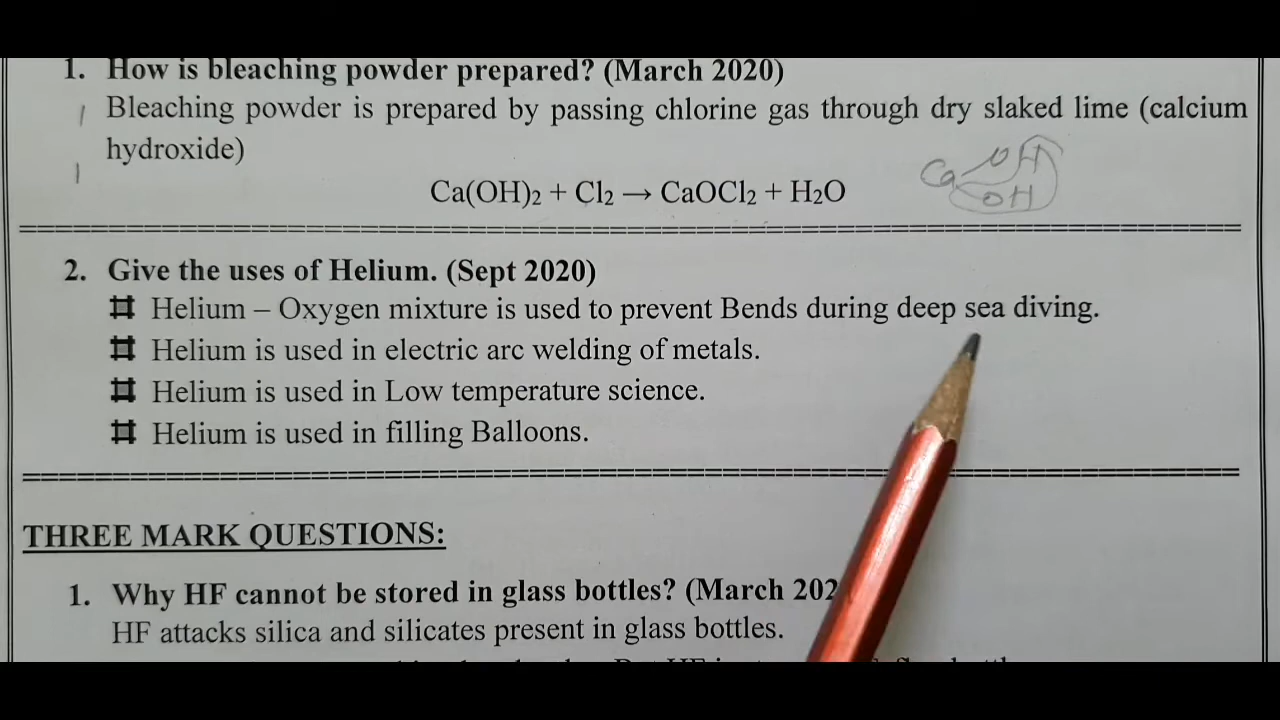 1. How is bleaching powder prepared? (March 2020)
Bleaching powder is prepared by passing chlorine gas through dry slaked lime (calcium
hydroxide)
Ca OH
OH
Ca(OH)2 + Cl2 → CaOCl2 + H2O
2. Give the uses of Helium. (Sept 2020)
Helium – Oxygen mixture is used to prevent Bends during deep sea diving.
Helium is used in electric arc welding of metals.
Helium is used in Low temperature science.
Helium is used in filling Balloons.
THREE MARK QUESTIONS:
1. Why HF cannot be stored in glass bottles? (March 202
HF attacks silica and silicates present in glass bottles.